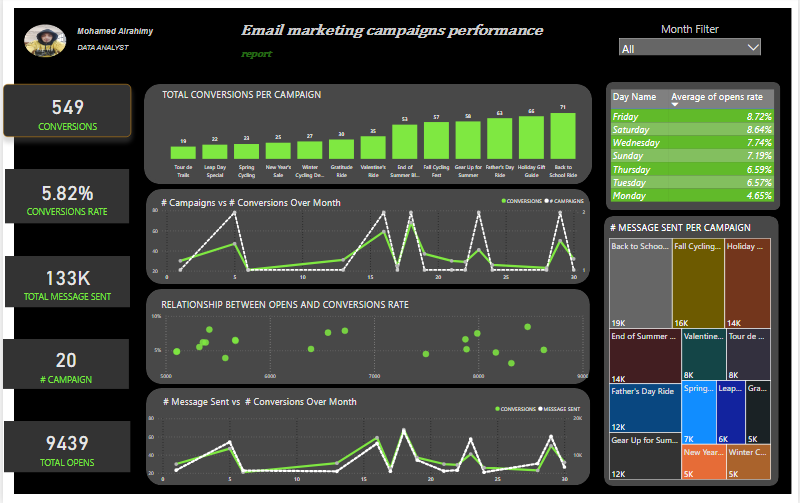 Mohamed Alrahimy
DATA ANALYST
Email marketing campaigns performance
report
Month Filter
All
549
CONVERSIONS
5.82%
CONVERSIONS RATE
133K
TOTAL MESSAGE SENT
20
# CAMPAIGN
9439
TOTAL OPENS
TOTAL CONVERSIONS PER CAMPAIGN
19 22 23 25 27 30 35 53 57 58 63 66 71
Tour de Leap Day Spring New Year's Winter Gratitude Valentine's End of Fall Cycling Gear Up for Father's Day Holiday Gift Back to
Trails Special Cycling Sale Cycling De... Ride Ride Summer Bl... Fest Summer Ride Guide School Ride
# Campaigns vs # Conversions Over Month
CONVERSIONS # CAMPAIGNS
80 2
60
40
20 1
0 5 10 15 20 25 30
RELATIONSHIP BETWEEN OPENS AND CONVERSIONS RATE
10%
5%
5000 6000 7000 8000 9000
# Message Sent vs # Conversions Over Month
CONVERSIONS MESSAGE SENT
80 20K
60
40 10K
20
0 5 10 15 20 25 30
Day Name Average of opens rate
Friday 8.72%
Saturday 8.64%
Wednesday 7.74%
Sunday 7.19%
Thursday 6.59%
Tuesday 6.57%
Monday 4.65%
# MESSAGE SENT PER CAMPAIGN
Back to Schoo... Fall Cycling... Holiday ...
19K 16K 14K
End of Summer ... Valentine... Tour de ...
14K 8K 8K
Father's Day Ride Spring... Leap... Gra...
12K 7K 6K 5K
Gear Up for Sum... New Year... Winter C...
12K 5K 5K